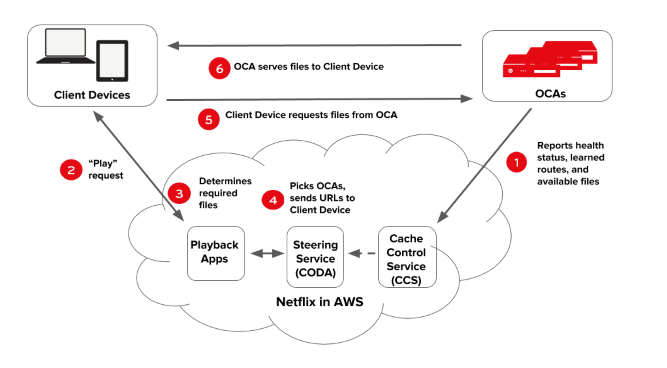 Client Devices
6 OCA serves files to Client Device
OCAs
5 Client Device requests files from OCA
1 Reports health
status, learned
routes, and
available files
2 “Play”
request
3 Determines
required
files
4 Picks OCAs,
sends URLs to
Client Device
Playback
Apps
Steering
Service
(CODA)
Cache
Control
Service
(CCS)
Netflix in AWS